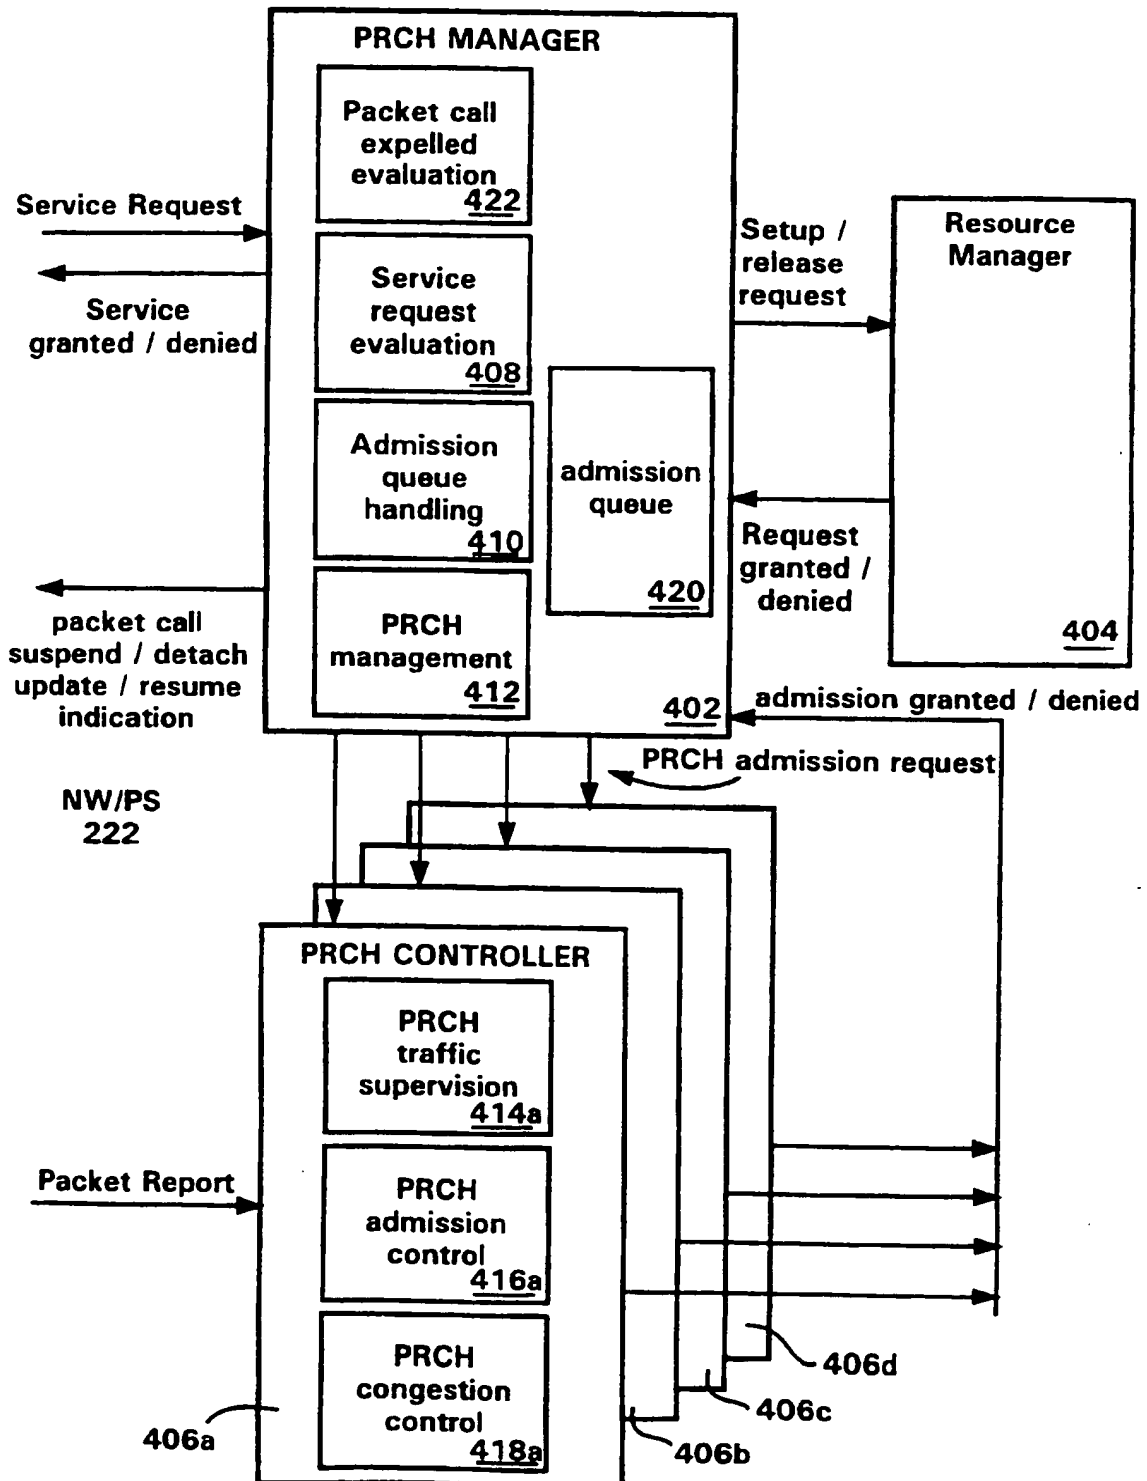 PRCH MANAGER
Packet call
expelled
evaluation
422
Service Request
Service
granted / denied
Service
request
evaluation
408
Setup /
release
request
Resource
Manager
Admission
queue
handling
410
admission
queue
420
Request
granted /
denied
404
packet call
suspend / detach
update / resume
indication
PRCH
management
412
402
admission granted / denied
PRCH admission request
NW/PS
222
PRCH CONTROLLER
PRCH
traffic
supervision
414a
Packet Report
PRCH
admission
control
416a
PRCH
congestion
control
418a
406a
406b
406c
406d